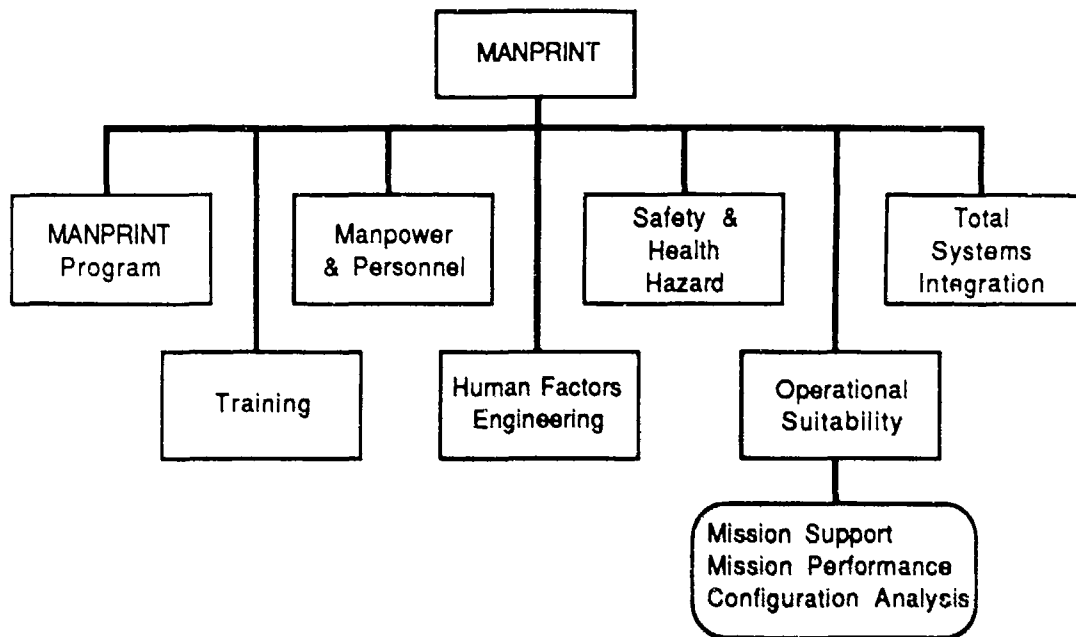 MANPRINT
MANPRINT
Program
Manpower
& Personnel
Safety &
Health
Hazard
Total
Systems
Integration
Training
Human Factors
Engineering
Operational
Suitability
Mission Support
Mission Performance
Configuration Analysis